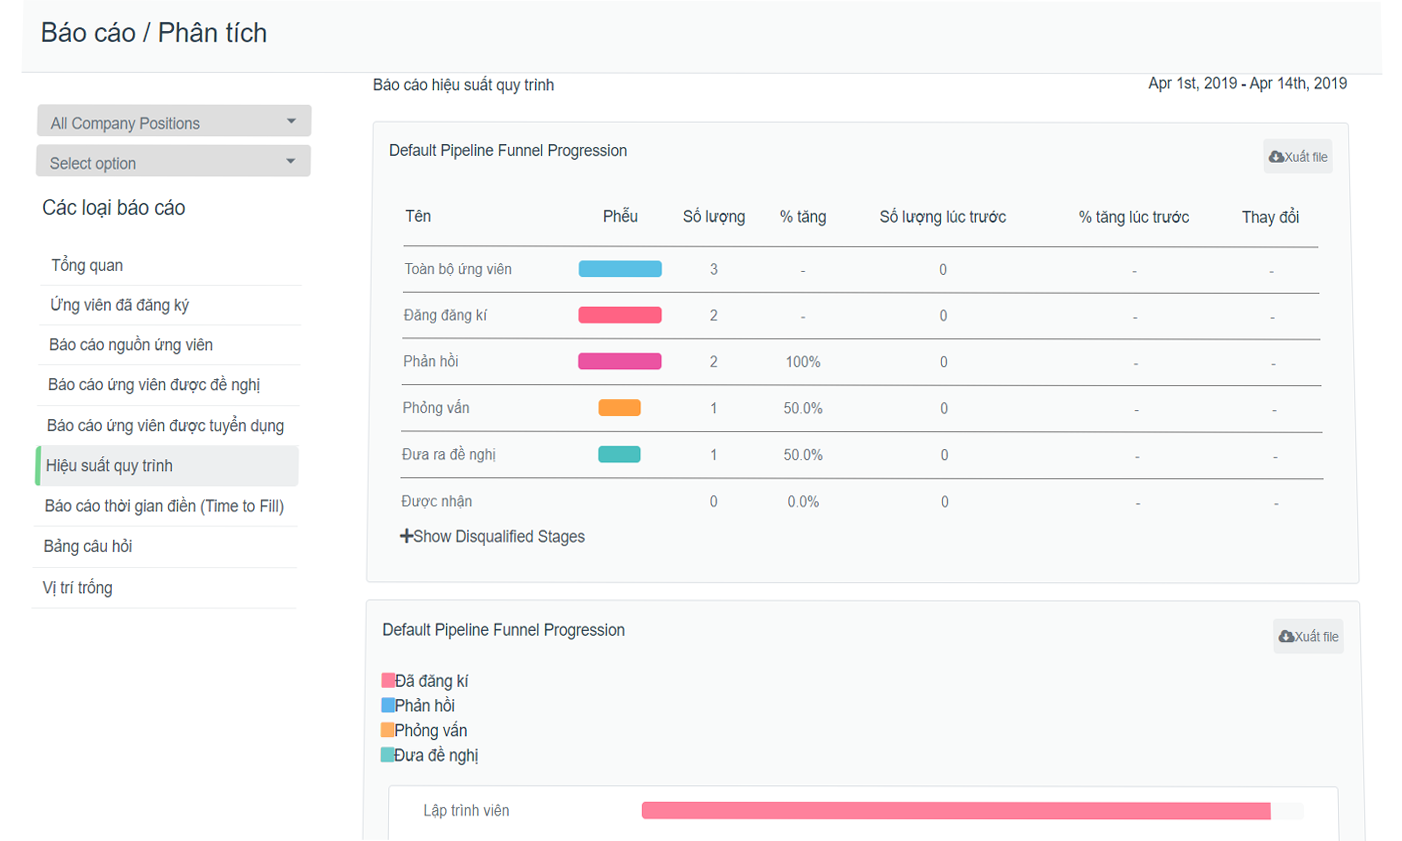 Báo cáo / Phân tích
All Company Positions
Select option
Các loại báo cáo
Tổng quan
Ứng viên đã đăng ký
Báo cáo nguồn ứng viên
Báo cáo ứng viên được đề nghị
Báo cáo ứng viên được tuyển dụng
Hiệu suất quy trình
Báo cáo thời gian điền (Time to Fill)
Bảng câu hỏi
Vị trí trống
Báo cáo hiệu suất quy trình
Apr 1st, 2019 - Apr 14th, 2019
Default Pipeline Funnel Progression
Xuất file
Tên Phễu Số lượng % tăng Số lượng lúc trước % tăng lúc trước Thay đổi
Toàn bộ ứng viên 3 - 0 - -
Đăng đăng kí 2 - 0 - -
Phản hồi 2 100% 0 - -
Phỏng vấn 1 50.0% 0 - -
Đưa ra đề nghị 1 50.0% 0 - -
Được nhận 0 0.0% 0 - -
+Show Disqualified Stages
Default Pipeline Funnel Progression
Xuất file
Đã đăng kí
Phản hồi
Phỏng vấn
Đưa đề nghị
Lập trình viên